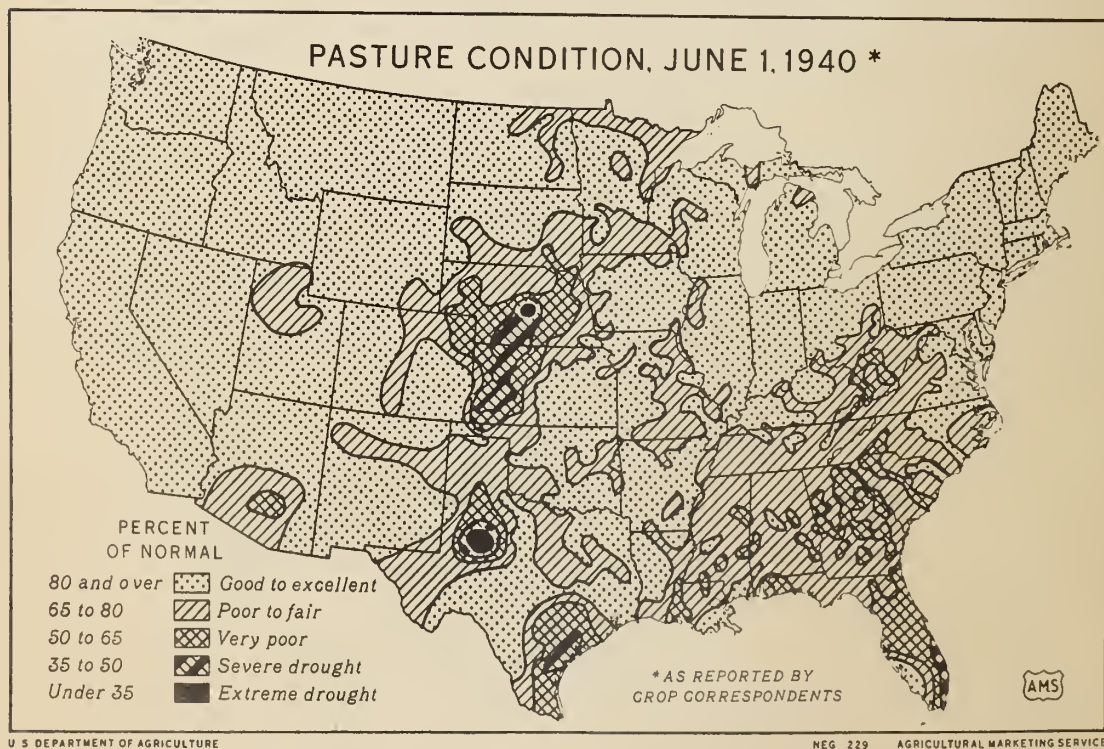 PASTURE CONDITION, JUNE 1, 1940 *
PERCENT
OF NORMAL
80 and over Good to excellent
65 to 80 Poor to fair
50 to 65 Very poor
35 to 50 Severe drought
Under 35 Extreme drought
*AS REPORTED BY
CROP CORRESPONDENTS
AMS
U S DEPARTMENT OF AGRICULTURE
NEG 229 AGRICULTURAL MARKETING SERVICE